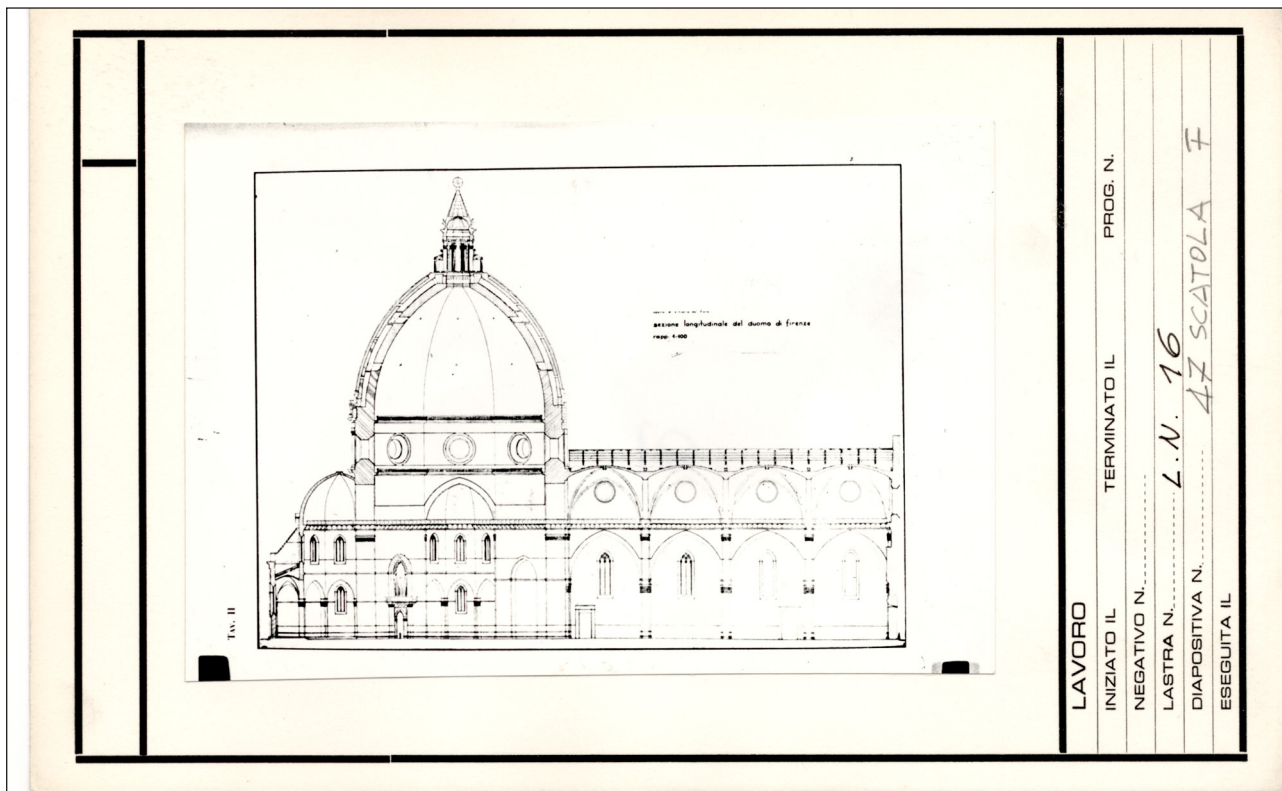 sezione longitudinale del duomo di firenze
rapp. 1:100
Tav. II
LAVORO
INIZIATO IL TERMINATO IL PROG. N.
NEGATIVO N.
LASTRA N. L.N. 16
DIAPOSITIVA N. 47 SCATOLA F
ESEGUITA IL